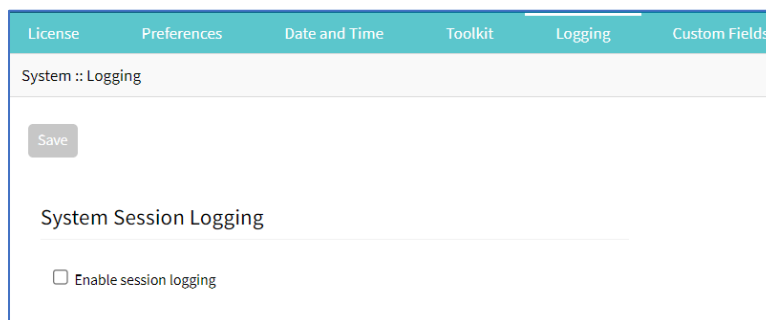 License Preferences Date and Time Toolkit Logging Custom Fields
System :: Logging
Save
System Session Logging
Enable session logging